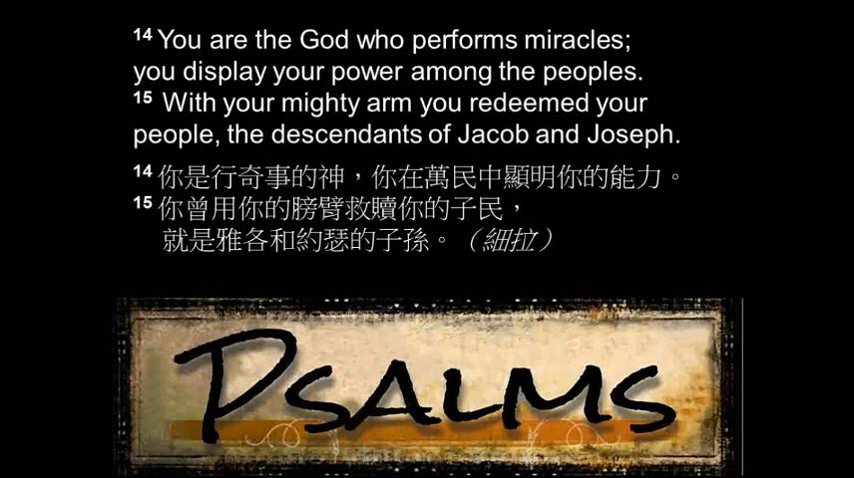 14 You are the God who performs miracles;
you display your power among the peoples.
15 With your mighty arm you redeemed your
people, the descendants of Jacob and Joseph.
14 你是行奇事的神，你在萬民中顯明你的能力。
15 你曾用你的膀臂救贖你的子民，
就是雅各和約瑟的子孫。（細拉）
PSALMS